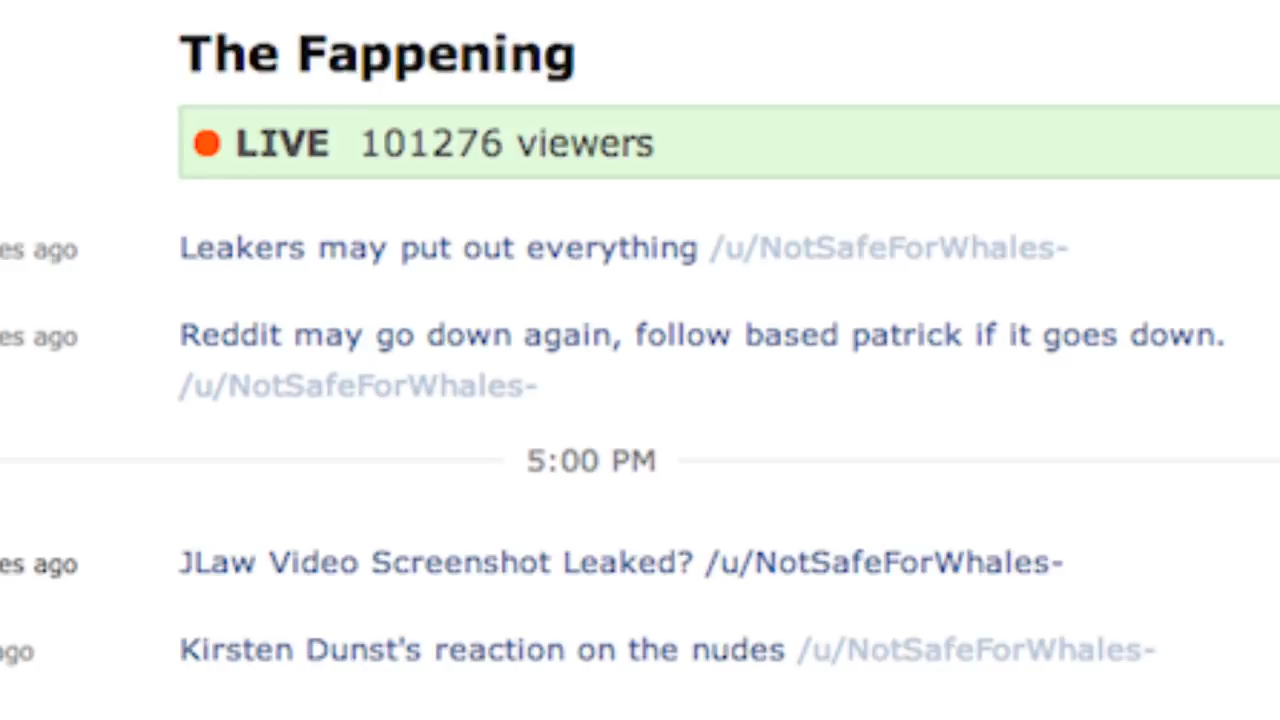 The Fappening
LIVE 101276 viewers
es ago Leakers may put out everything /u/NotSafeForWhales-
es ago Reddit may go down again, follow based patrick if it goes down.
/u/NotSafeForWhales-
5:00 PM
es ago JLaw Video Screenshot Leaked? /u/NotSafeForWhales-
ago Kirsten Dunst's reaction on the nudes /u/NotSafeForWhales-